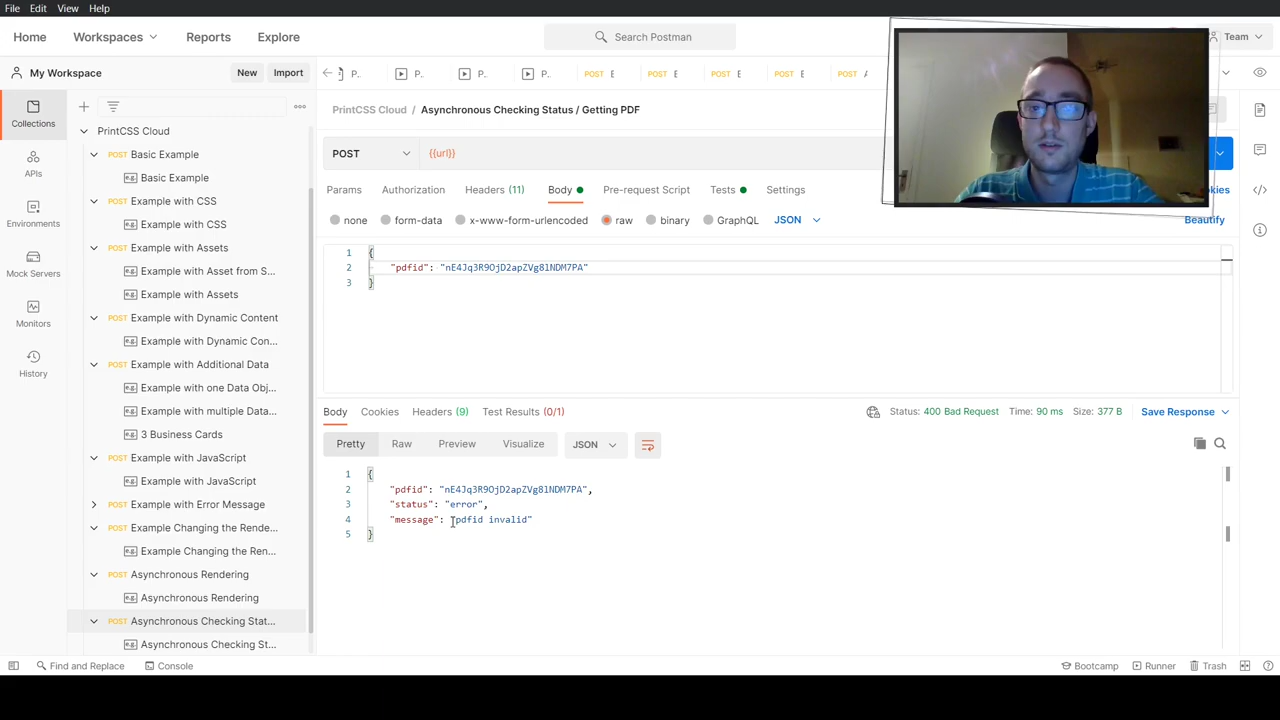 File Edit View Help
Home Workspaces Reports Explore Search Postman Team
My Workspace New Import P. P. P. P. POST E POST E POST E POST E POST A
PrintCSS Cloud / Asynchronous Checking Status / Getting PDF
Collections
APIs
Environments
Mock Servers
Monitors
History
PrintCSS Cloud
POST Basic Example
e.g. Basic Example
POST Example with CSS
e.g. Example with CSS
POST Example with Assets
e.g. Example with Asset from S...
e.g. Example with Assets
POST Example with Dynamic Content
e.g. Example with Dynamic Con...
POST Example with Additional Data
e.g. Example with one Data Obj...
e.g. Example with multiple Data...
e.g. 3 Business Cards
POST Example with JavaScript
e.g. Example with JavaScript
POST Example with Error Message
POST Example Changing the Rende...
e.g. Example Changing the Ren...
POST Asynchronous Rendering
e.g. Asynchronous Rendering
POST Asynchronous Checking Stat...
e.g. Asynchronous Checking St...
POST {{url}}
Params Authorization Headers (11) Body Pre-request Script Tests Settings
none form-data x-www-form-urlencoded raw binary GraphQL JSON Beautify
1 {
2 "pdfid": "nE4Jq3R9OjD2apZVg8lNDM7PA"
3 }
Body Cookies Headers (9) Test Results (0/1) Status: 400 Bad Request Time: 90 ms Size: 377 B Save Response
Pretty Raw Preview Visualize JSON
1 {
2 "pdfid": "nE4Jq3R9OjD2apZVg8lNDM7PA",
3 "status": "error",
4 "message": "pdfid invalid"
5 }
Find and Replace Console Bootcamp Runner Trash